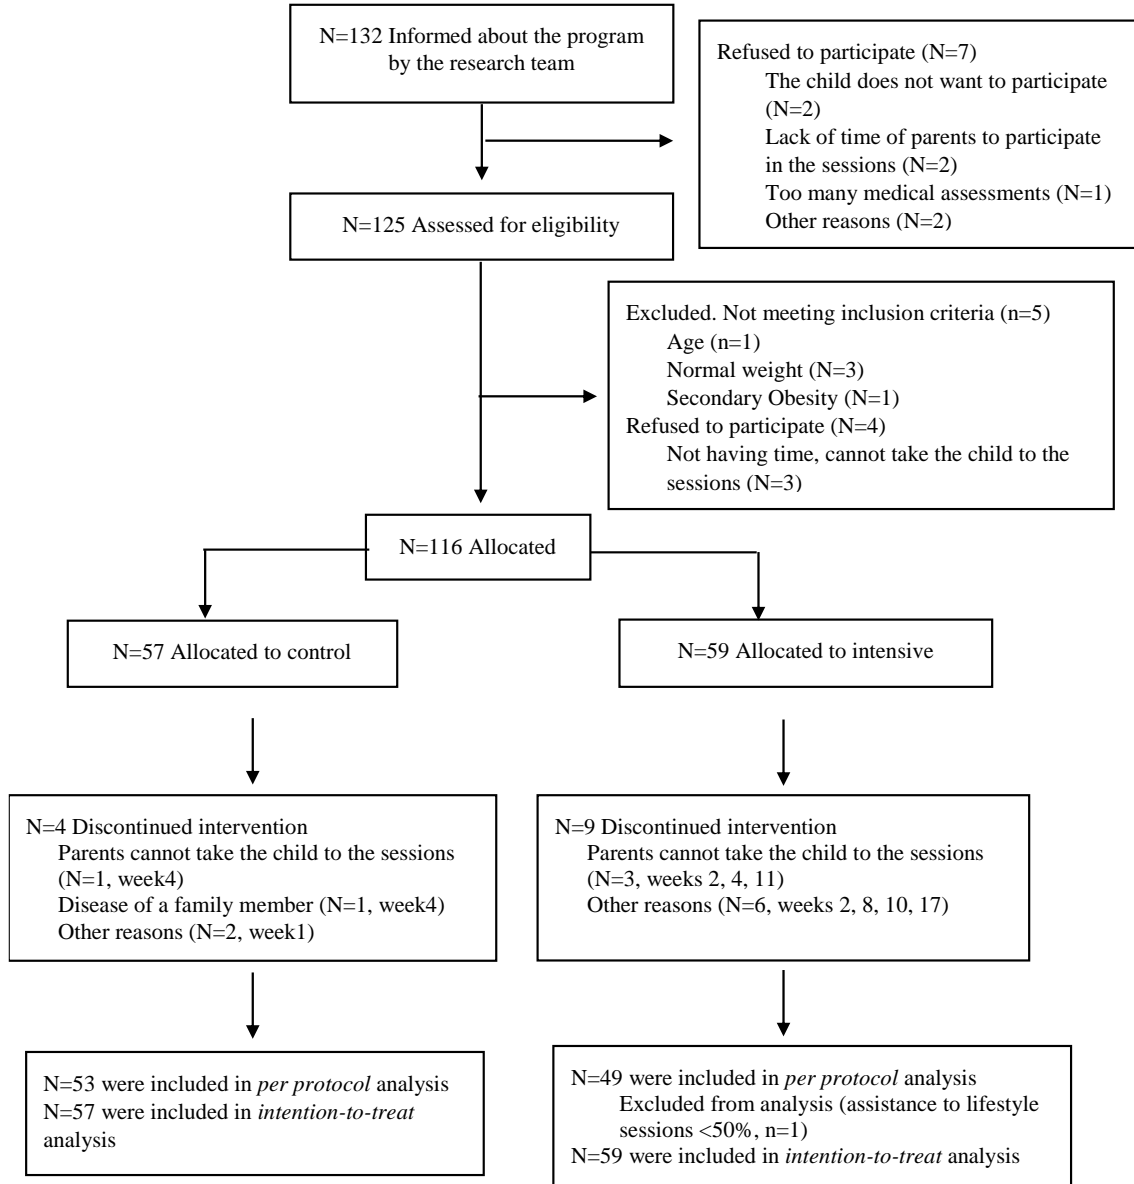 N=132 Informed about the program
by the research team
Refused to participate (N=7)
The child does not want to participate
(N=2)
Lack of time of parents to participate
in the sessions (N=2)
Too many medical assessments (N=1)
Other reasons (N=2)
N=125 Assessed for eligibility
Excluded. Not meeting inclusion criteria (n=5)
Age (n=1)
Normal weight (N=3)
Secondary Obesity (N=1)
Refused to participate (N=4)
Not having time, cannot take the child to the
sessions (N=3)
N=116 Allocated
N=57 Allocated to control
N=59 Allocated to intensive
N=4 Discontinued intervention
Parents cannot take the child to the sessions
(N=1, week4)
Disease of a family member (N=1, week4)
Other reasons (N=2, week1)
N=9 Discontinued intervention
Parents cannot take the child to the sessions
(N=3, weeks 2, 4, 11)
Other reasons (N=6, weeks 2, 8, 10, 17)
N=53 were included in per protocol analysis
N=57 were included in intention-to-treat
analysis
N=49 were included in per protocol analysis
Excluded from analysis (assistance to lifestyle
sessions <50%, n=1)
N=59 were included in intention-to-treat analysis